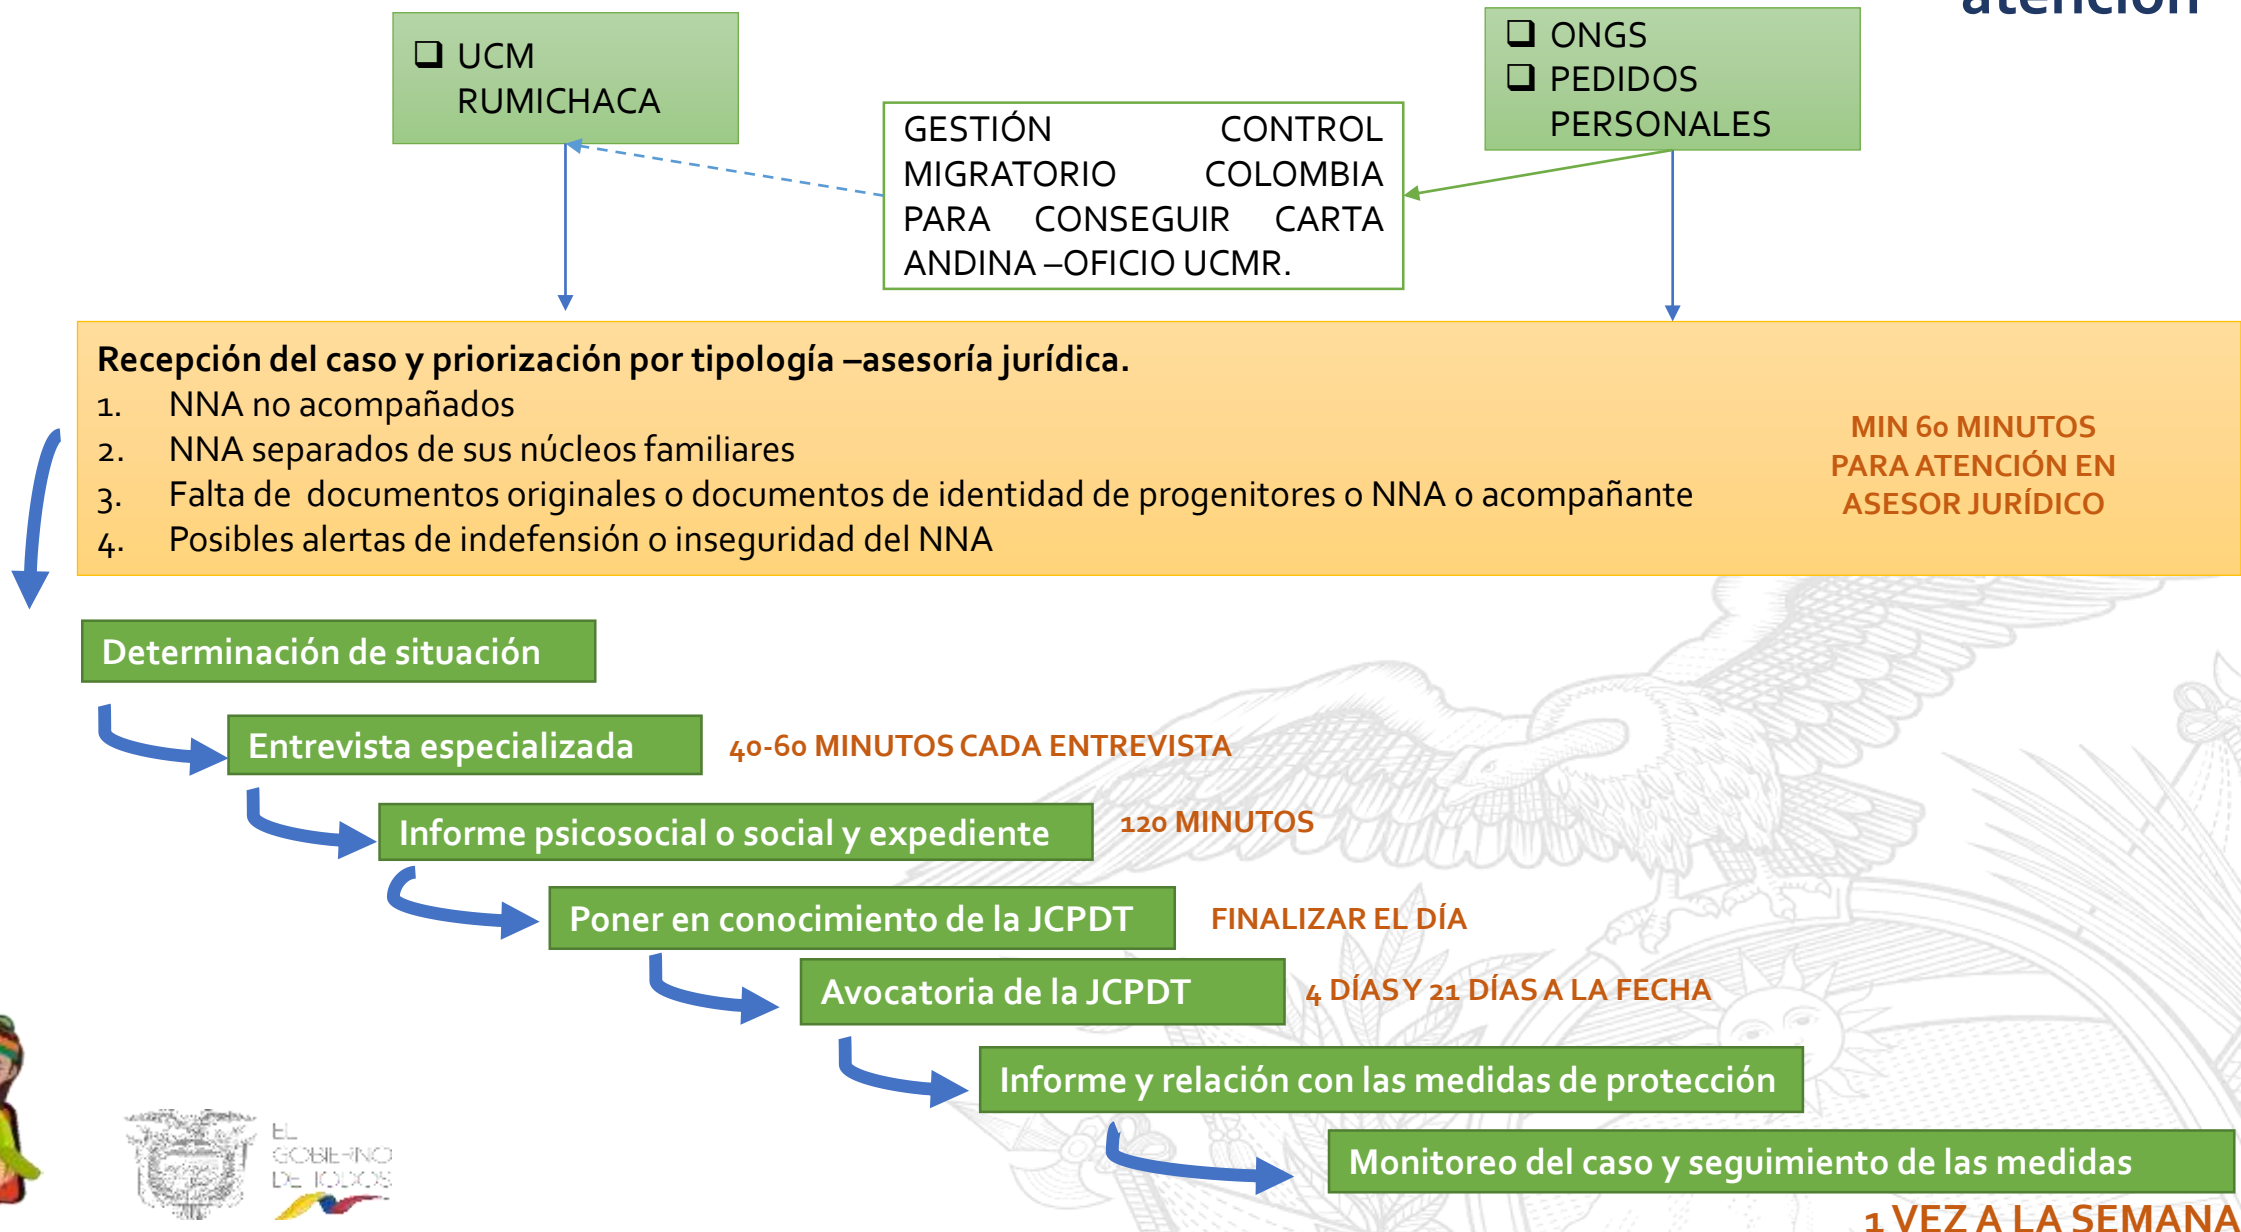 atención
UCM
RUMICHACA
ONGS
PEDIDOS
PERSONALES
GESTIÓN CONTROL
MIGRATORIO COLOMBIA
PARA CONSEGUIR CARTA
ANDINA –OFICIO UCMR.
Recepción del caso y priorización por tipología –asesoría jurídica.
1. NNA no acompañados
2. NNA separados de sus núcleos familiares
3. Falta de documentos originales o documentos de identidad de progenitores o NNA o acompañante
4. Posibles alertas de indefensión o inseguridad del NNA
MIN 60 MINUTOS
PARA ATENCIÓN EN
ASESOR JURÍDICO
Determinación de situación
Entrevista especializada
40-60 MINUTOS CADA ENTREVISTA
Informe psicosocial o social y expediente
120 MINUTOS
Poner en conocimiento de la JCPDT
FINALIZAR EL DÍA
Avocatoria de la JCPDT
4 DÍAS Y 21 DÍAS A LA FECHA
Informe y relación con las medidas de protección
Monitoreo del caso y seguimiento de las medidas
1 VEZ A LA SEMANA
EL
GOBIERNO
DE TODOS